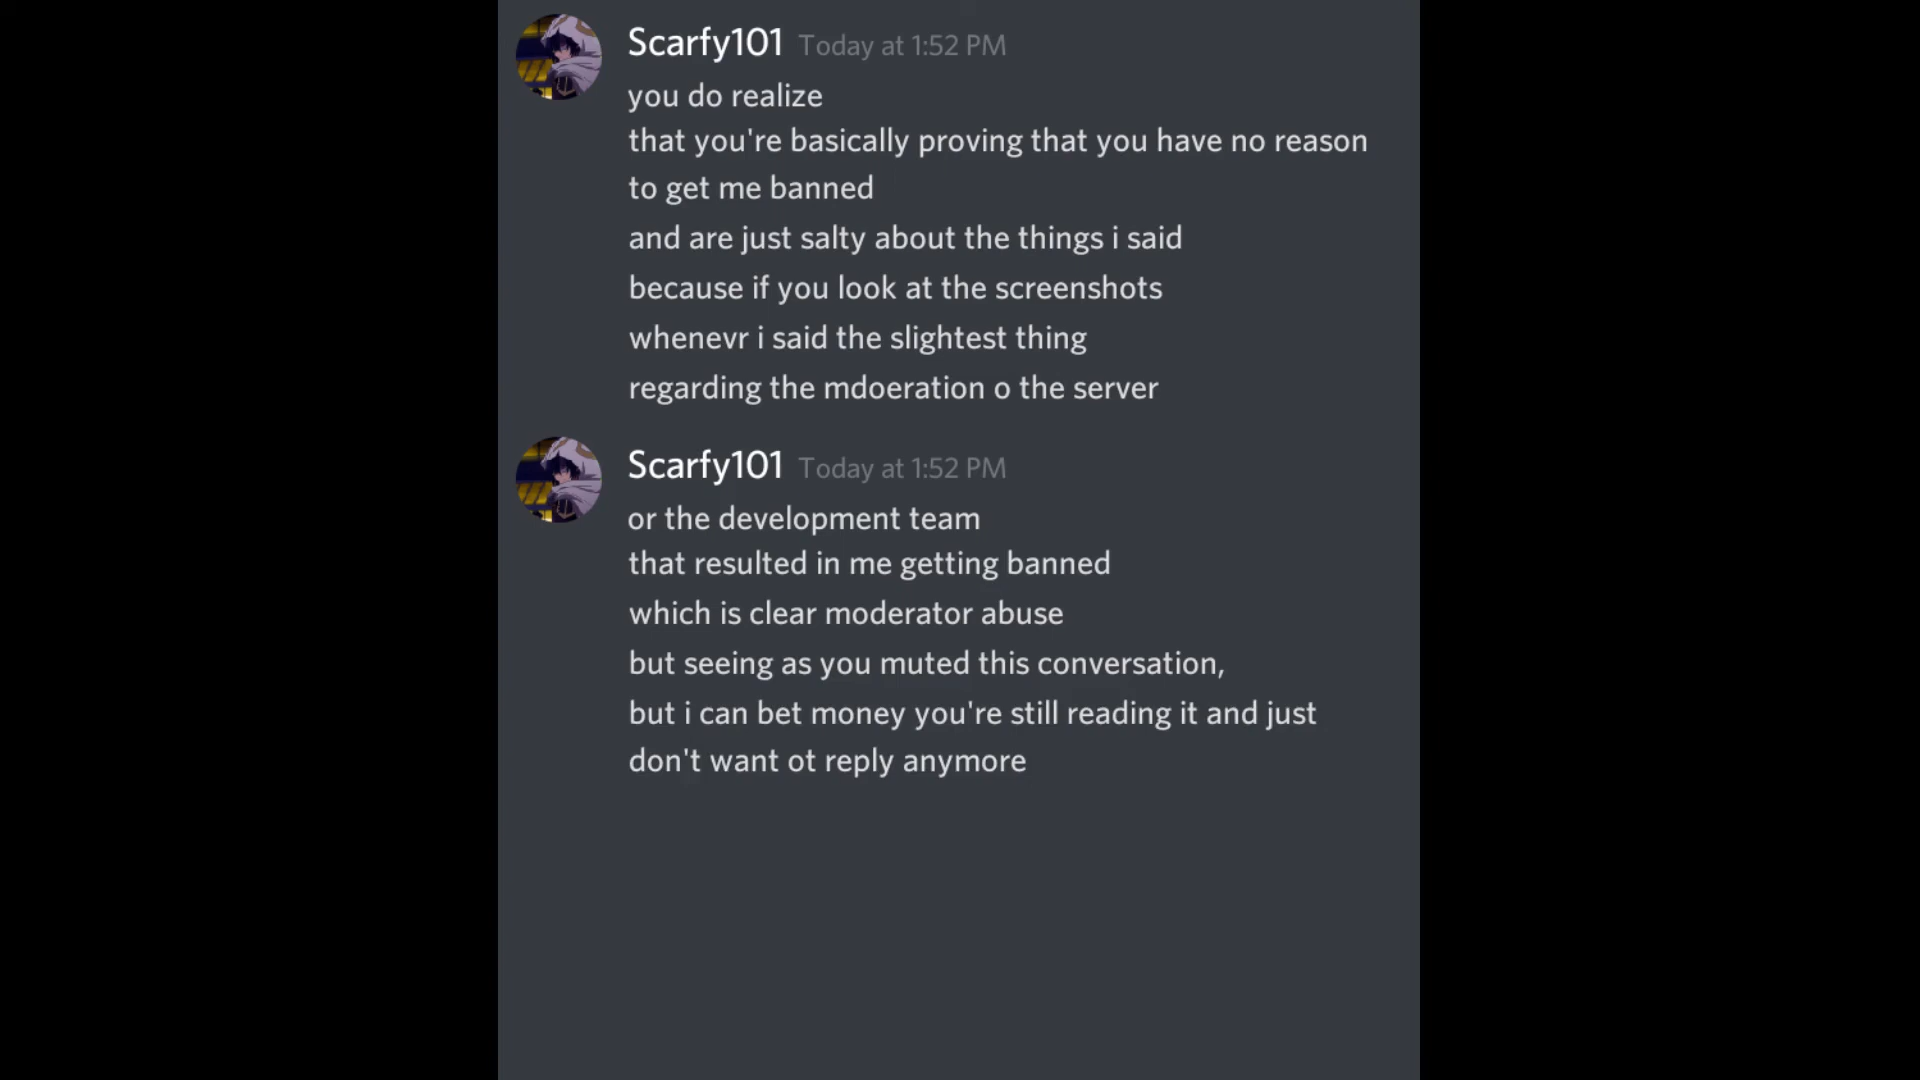 Scarfy101 Today at 1:52 PM
you do realize
that you're basically proving that you have no reason
to get me banned
and are just salty about the things i said
because if you look at the screenshots
whenevr i said the slightest thing
regarding the mdoeration o the server
Scarfy101 Today at 1:52 PM
or the development team
that resulted in me getting banned
which is clear moderator abuse
but seeing as you muted this conversation,
but i can bet money you're still reading it and just
don't want ot reply anymore